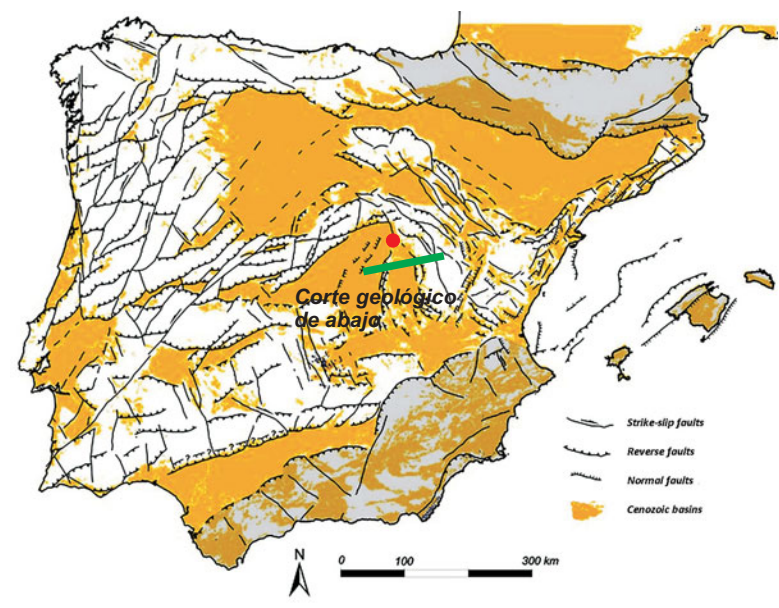 Corte geológico
de abajo
Strike-slip faults
Reverse faults
Normal faults
Cenozoic basins
N
0 100 300 km